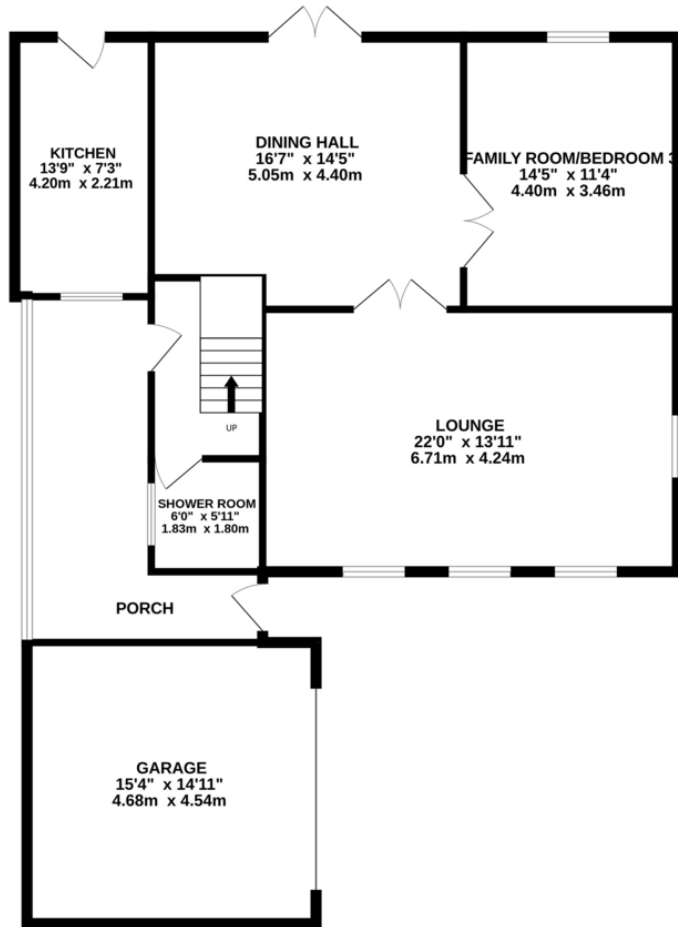 KITCHEN
13'9" x 7'3"
4.20m x 2.21m
DINING HALL
16'7" x 14'5"
5.05m x 4.40m
FAMILY ROOM/BEDROOM 3
14'5" x 11'4"
4.40m x 3.46m
UP
LOUNGE
22'0" x 13'11"
6.71m x 4.24m
SHOWER ROOM
6'0" x 5'11"
1.83m x 1.80m
PORCH
GARAGE
15'4" x 14'11"
4.68m x 4.54m